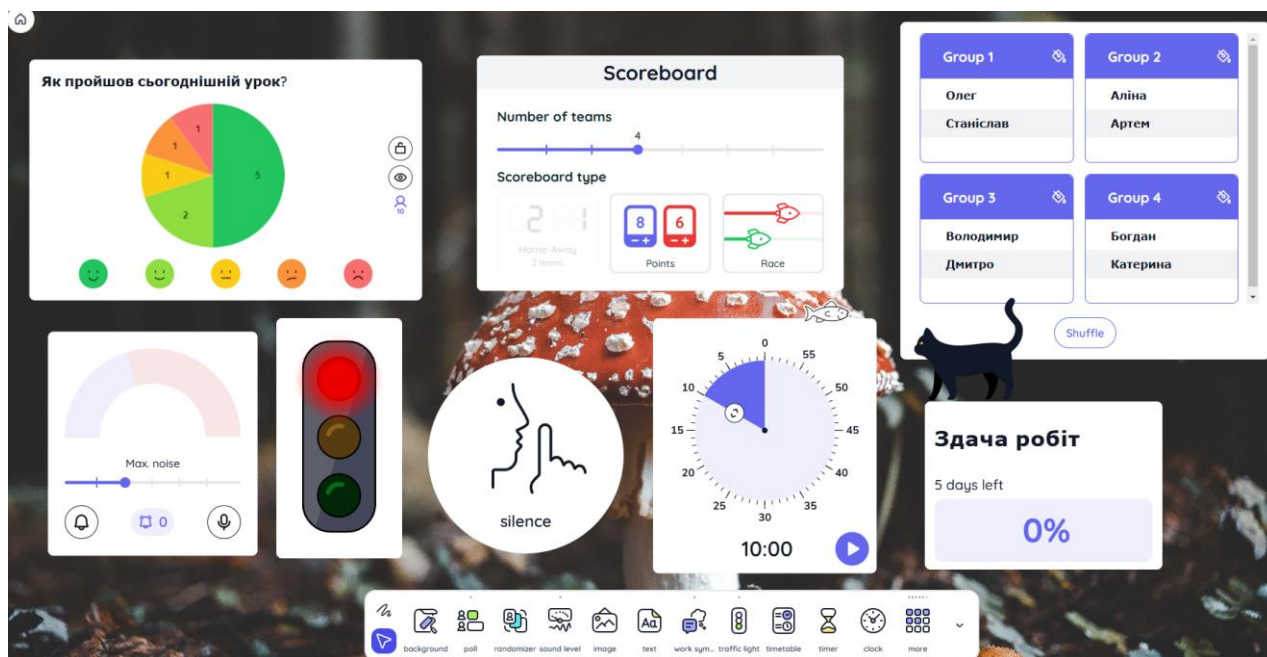 Як пройшов сьогоднішній урок?
1
1
1
5
2
10
Scoreboard
Number of teams
4
Scoreboard type
2 01
Home-Away
2 teams
8 6
Points
Race
Group 1
Олег
Станіслав
Group 2
Аліна
Артем
Group 3
Володимир
Дмитро
Group 4
Богдан
Катерина
Shuffle
Max. noise
0
silence
0
5 55
10 50
15 45
20 40
25 35
30
10:00
Здача робіт
5 days left
0%
background poll randomizer sound level image text work sym... traffic light timetable timer clock more
Aa